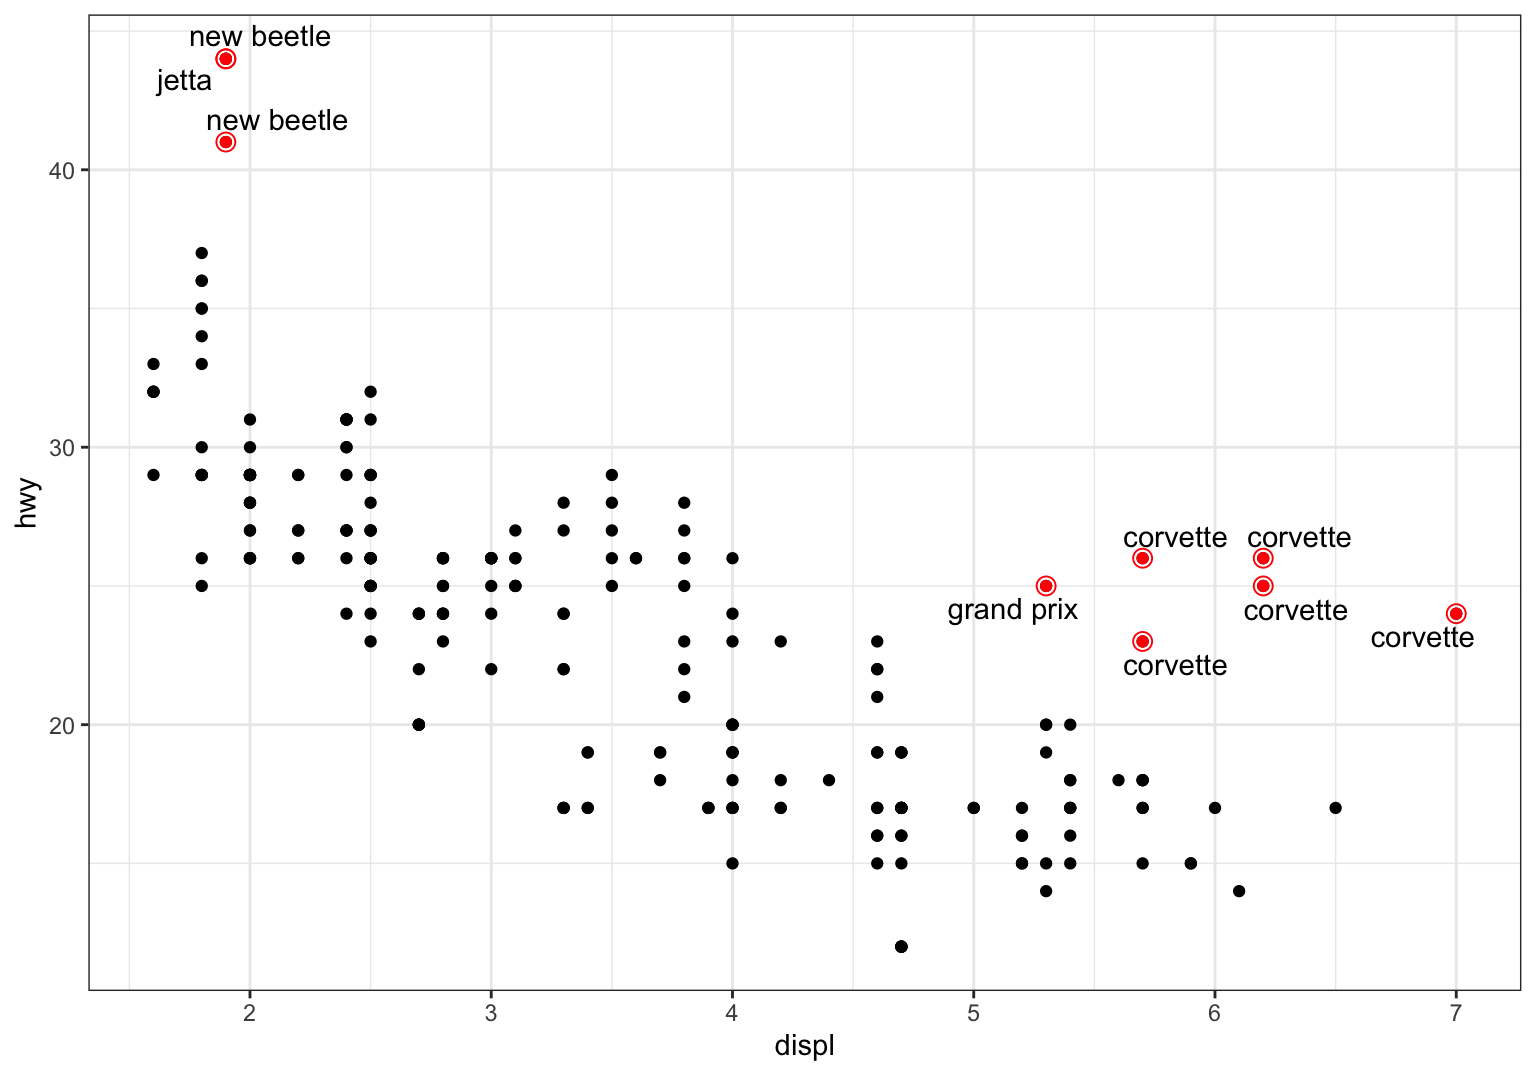 new beetle
jetta
new beetle
40
30
hwy
corvette
corvette
grand prix
corvette
corvette
corvette
20
2
3
4
5
6
7
displ